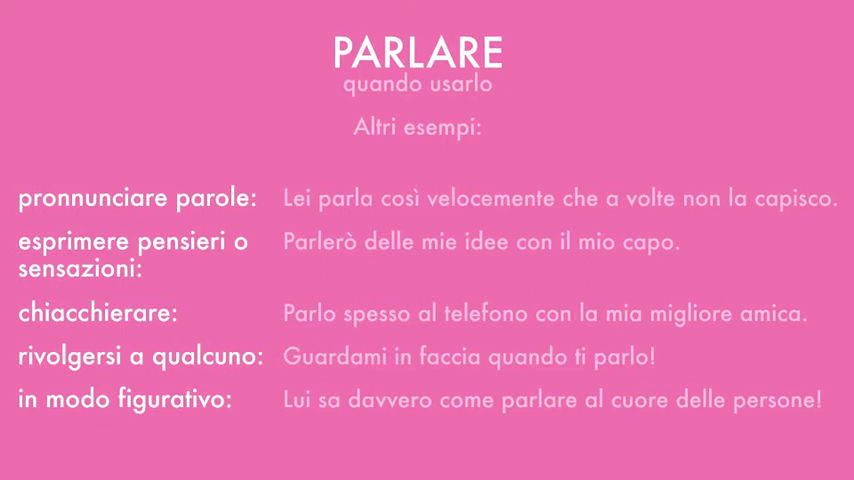 PARLARE
quando usarlo
Altri esempi:
pronnunciare parole: Lei parla così velocemente che a volte non la capisco.
esprimere pensieri o Parlerò delle mie idee con il mio capo.
sensazioni:
chiacchierare: Parlo spesso al telefono con la mia migliore amica.
rivolgersi a qualcuno: Guardami in faccia quando ti parlo!
in modo figurativo: Lui sa davvero come parlare al cuore delle persone!